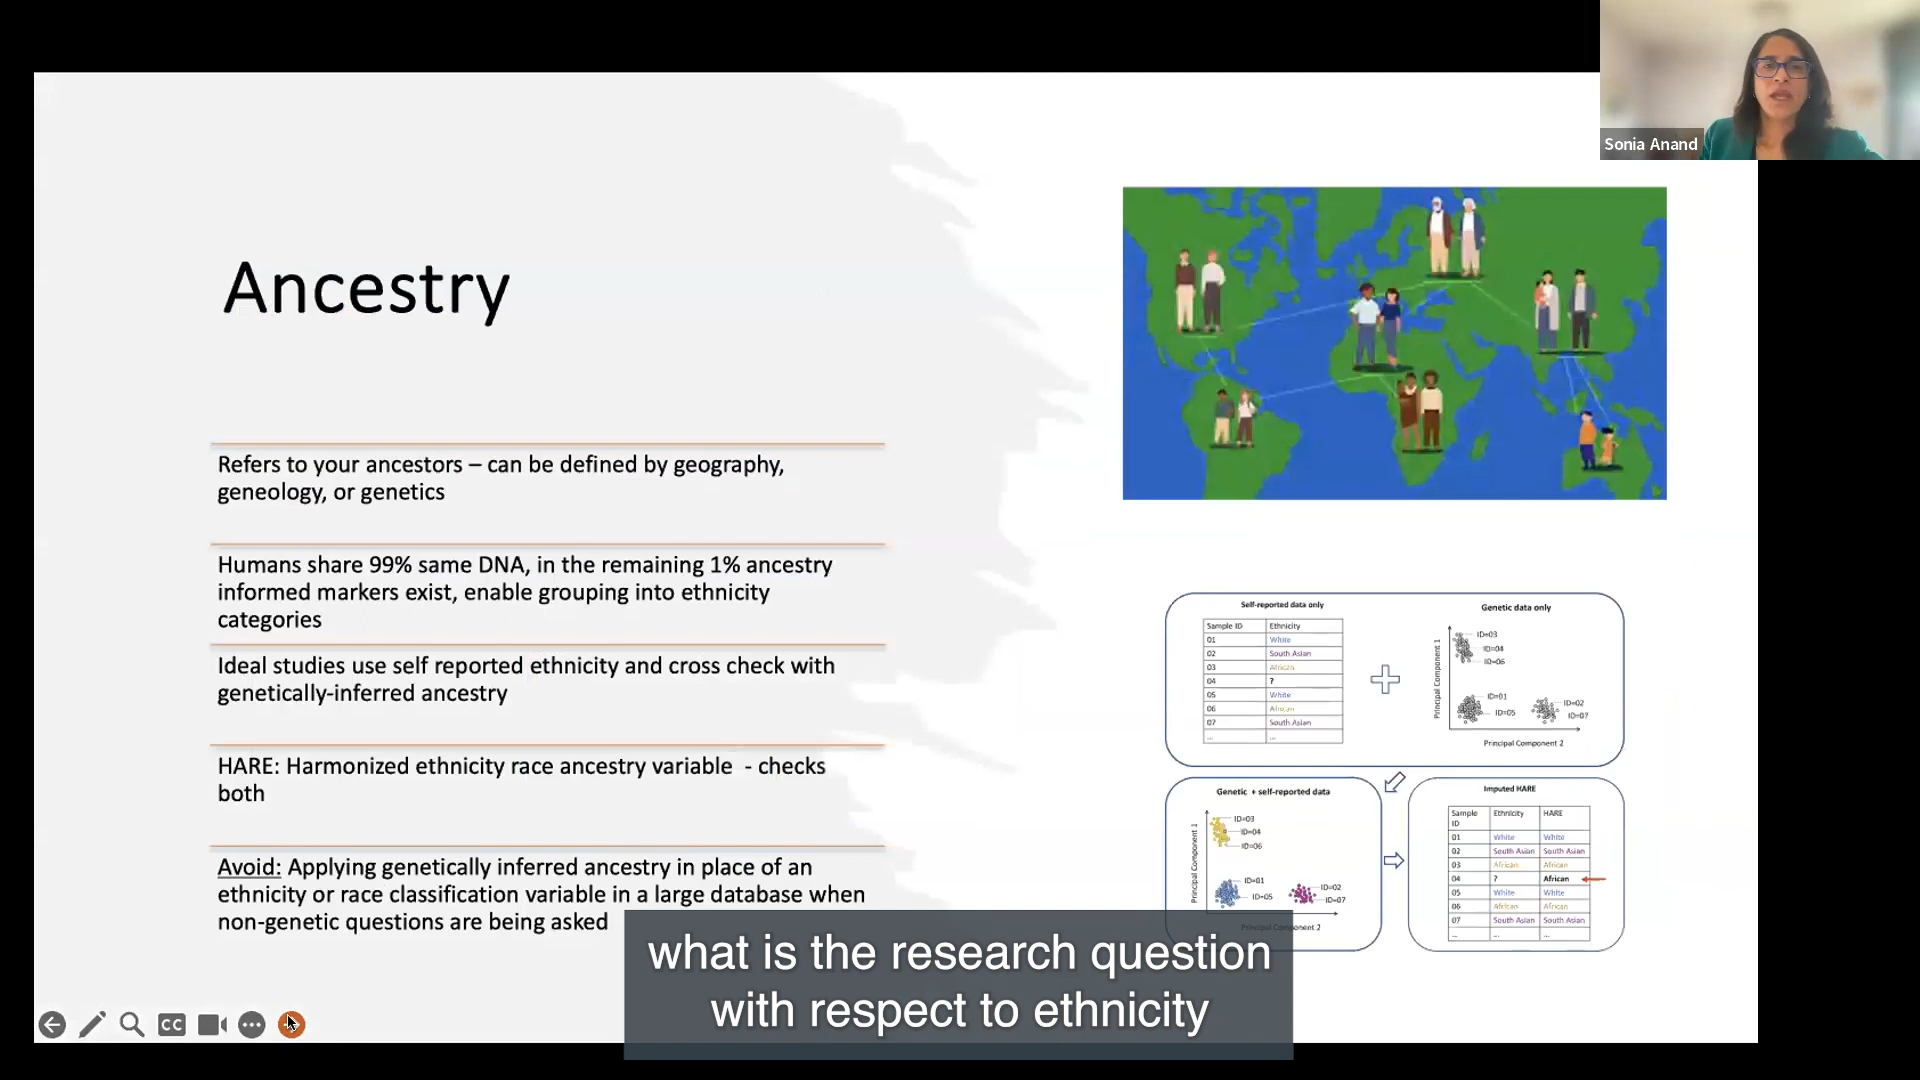 Sonia Anand
Ancestry
Refers to your ancestors – can be defined by geography,
geneology, or genetics
Humans share 99% same DNA, in the remaining 1% ancestry
informed markers exist, enable grouping into ethnicity
categories
Ideal studies use self reported ethnicity and cross check with
genetically-inferred ancestry
HARE: Harmonized ethnicity race ancestry variable - checks
both
Avoid: Applying genetically inferred ancestry in place of an
ethnicity or race classification variable in a large database when
non-genetic questions are being asked
Self-reported data only
Sample ID Ethnicity
01 White
02 South Asian
03 African
04 ?
05 White
06 African
07 South Asian
... ...
Genetic data only
Principal Component 1
ID=03
ID=04
ID=06
ID=01
ID=05
ID=02
ID=07
Principal Component 2
Genetic + self-reported data
Principal Component 1
ID=03
ID=04
ID=06
ID=01
ID=05
ID=02
ID=07
Principal Component 2
Imputed HARE
Sample
ID Ethnicity HARE
01 White White
02 South Asian South Asian
03 African African
04 ? African
05 White White
06 African African
07 South Asian South Asian
... ... ...
what is the research question
with respect to ethnicity
CC